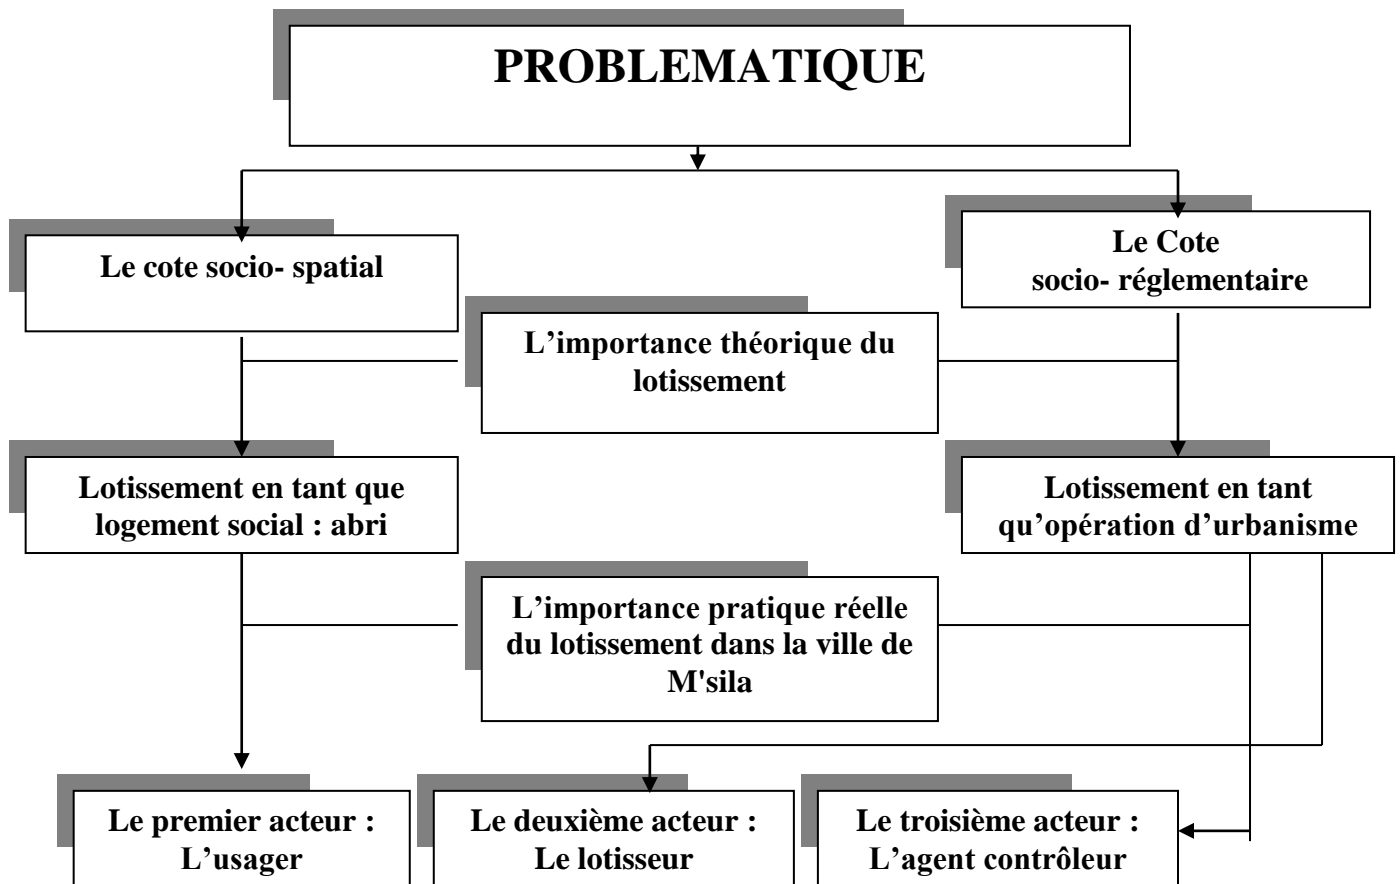 PROBLEMATIQUE
Le cote socio- spatial
Le Cote
socio- réglementaire
L’importance théorique du
lotissement
Lotissement en tant que
logement social : abri
Lotissement en tant
qu’opération d’urbanisme
L’importance pratique réelle
du lotissement dans la ville de
M'sila
Le premier acteur :
L’usager
Le deuxième acteur :
Le lotisseur
Le troisième acteur :
L’agent contrôleur